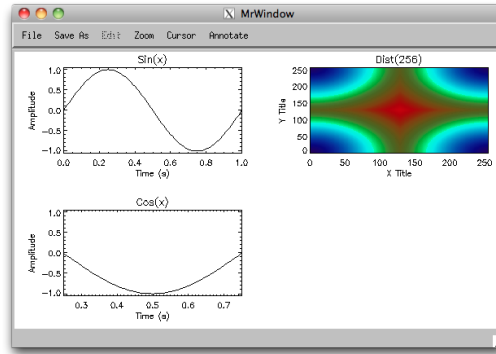 MrWindow
File Save As Edit Zoom Cursor Annotate
Sin(x)
1.0
0.5
0.0
-0.5
-1.0
Amplitude
0.0 0.2 0.4 0.6 0.8 1.0
Time (s)
Dist(256)
250
200
150
100
50
0
Y Title
0 50 100 150 200 250
X Title
Cos(x)
1.0
0.5
0.0
-0.5
-1.0
Amplitude
0.3 0.4 0.5 0.6 0.7
Time (s)